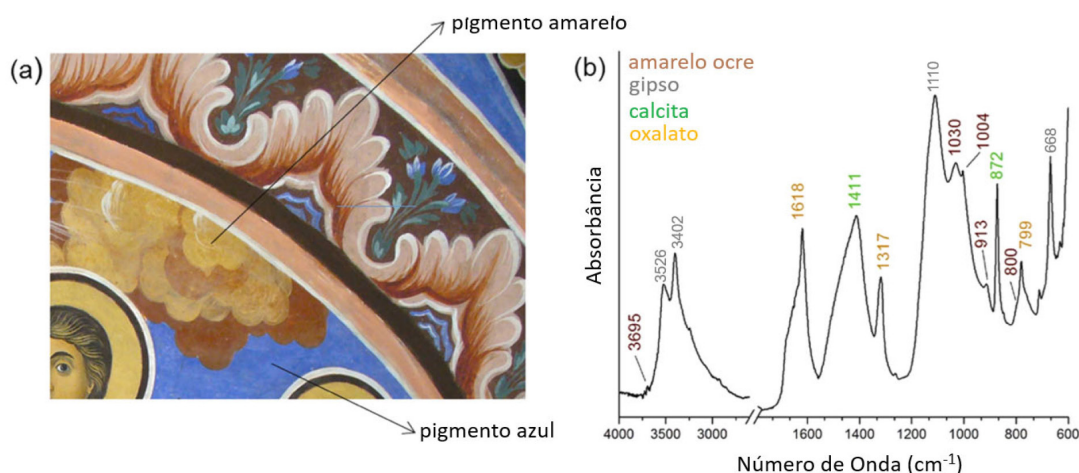 pigmento amarelo
(a)
pigmento azul
(b)
amarelo ocre
gipso
calcita
oxalato
Absorbância
3695
3526
3402
1618
1411
1317
1110
1030
1004
913
872
800
799
668
4000 3500 3000 1600 1400 1200 1000 800 600
Número de Onda (cm⁻¹)